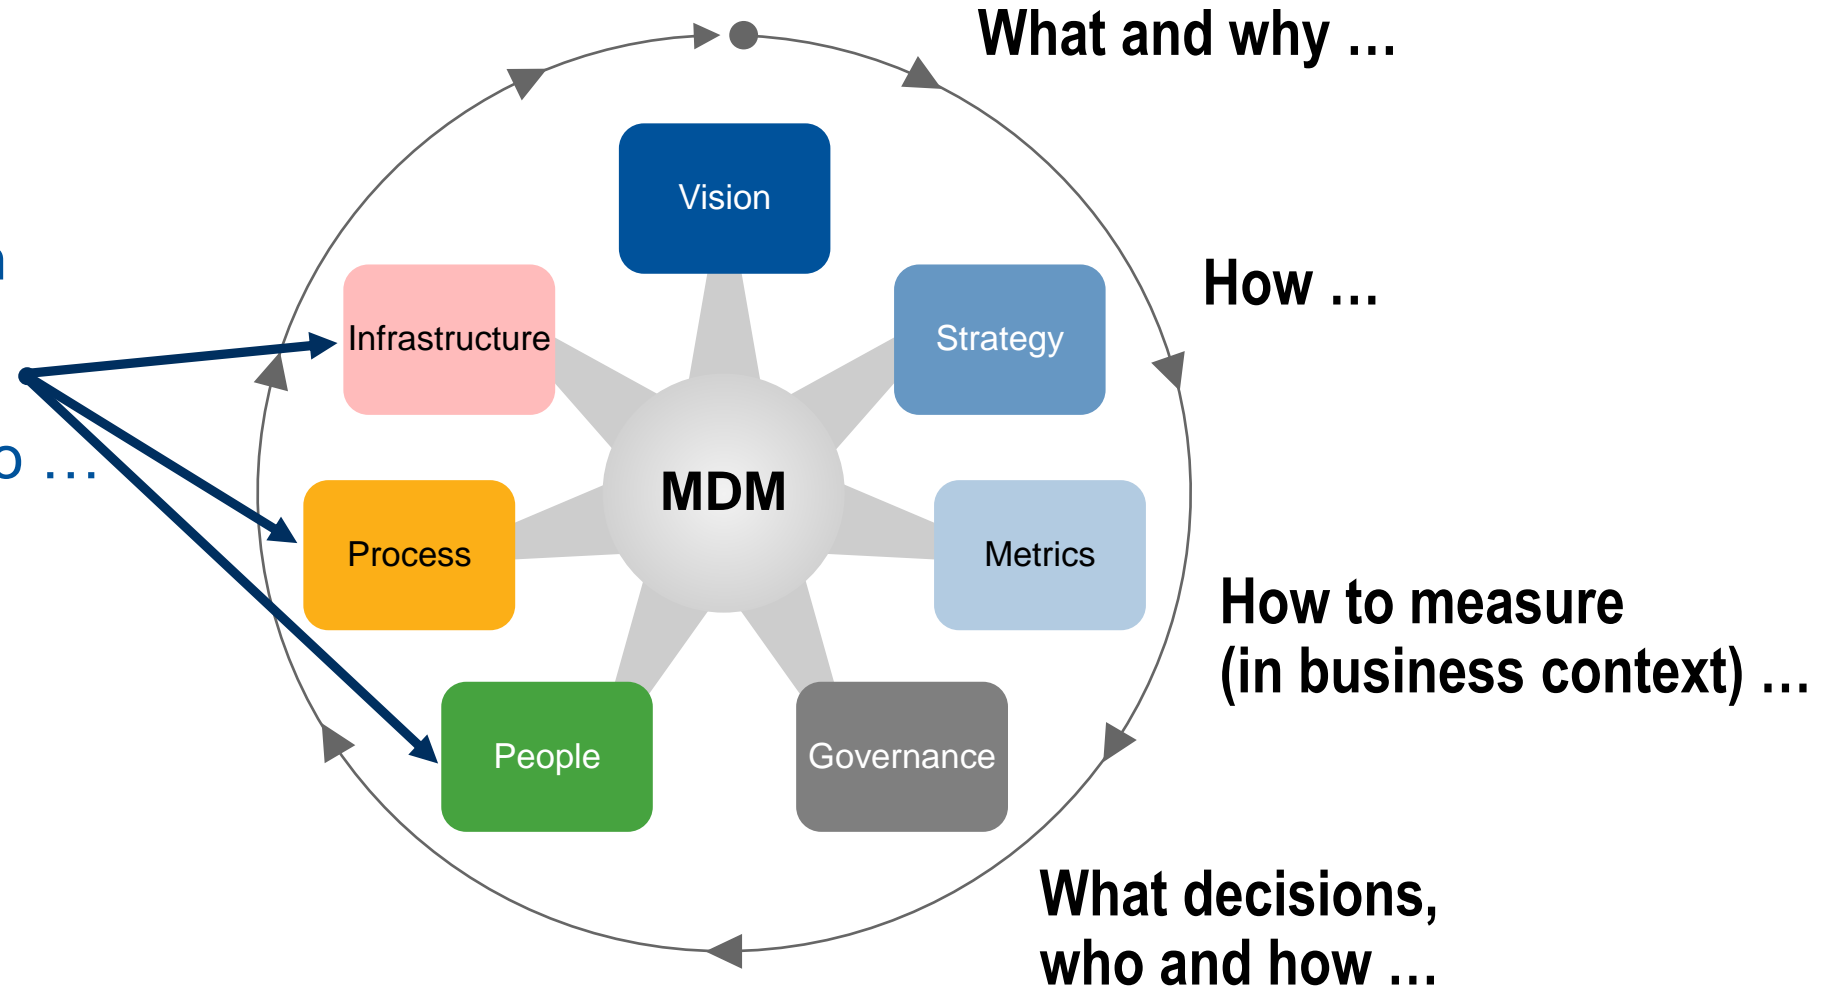 What and why …
Vision
How …
Infrastructure
Strategy
… 
MDM
Process
Metrics
How to measure
(in business context) …
People
Governance
What decisions,
who and how …